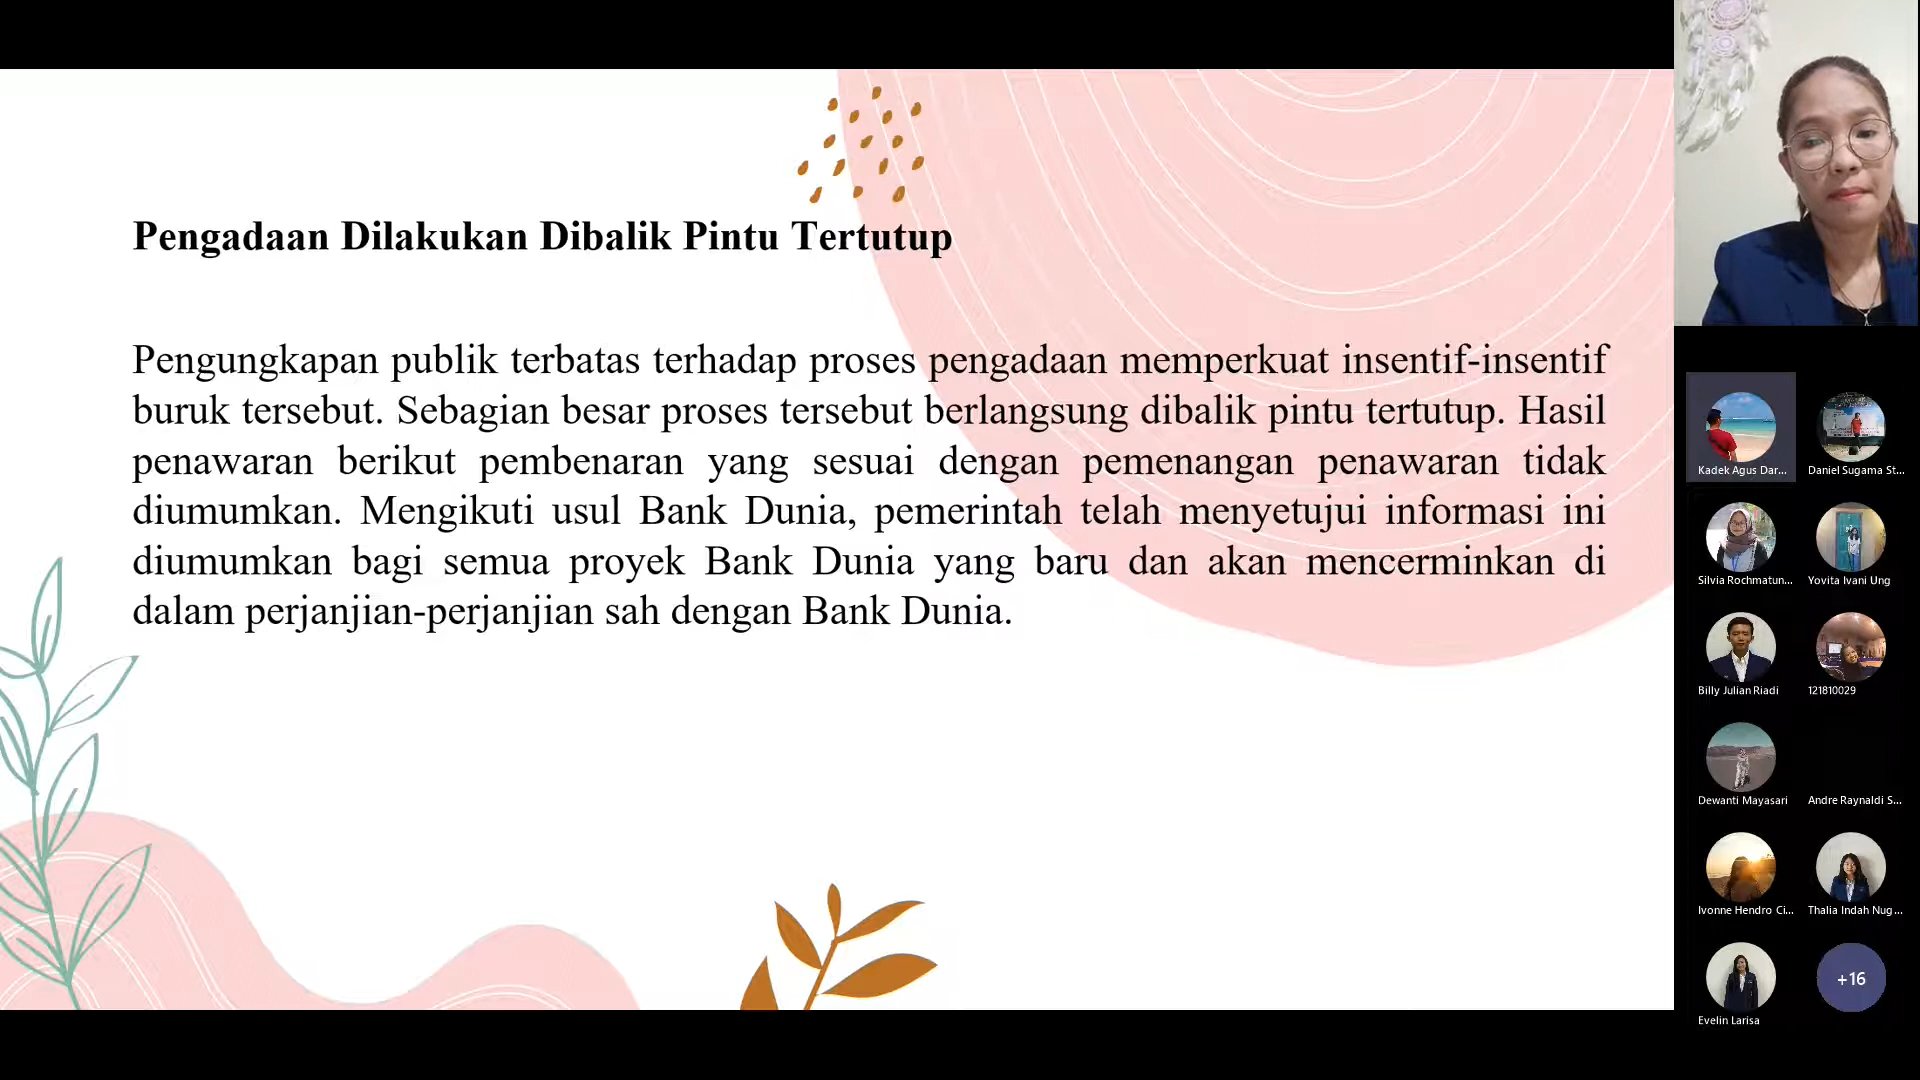 Pengadaan Dilakukan Dibalik Pintu Tertutup
Pengungkapan publik terbatas terhadap proses pengadaan memperkuat insentif-insentif
buruk tersebut. Sebagian besar proses tersebut berlangsung dibalik pintu tertutup. Hasil
penawaran berikut pembenaran yang sesuai dengan pemenangan penawaran tidak
diumumkan. Mengikuti usul Bank Dunia, pemerintah telah menyetujui informasi ini
diumumkan bagi semua proyek Bank Dunia yang baru dan akan mencerminkan di
dalam perjanjian-perjanjian sah dengan Bank Dunia.
Kadek Agus Dar...
Daniel Sugama St...
Silvia Rochmatun...
Yovita Ivani Ung
Billy Julian Riadi
121810029
Dewanti Mayasari
Andre Raynaldi S...
Ivonne Hendro Ci...
Thalia Indah Nug...
Evelin Larisa
+16